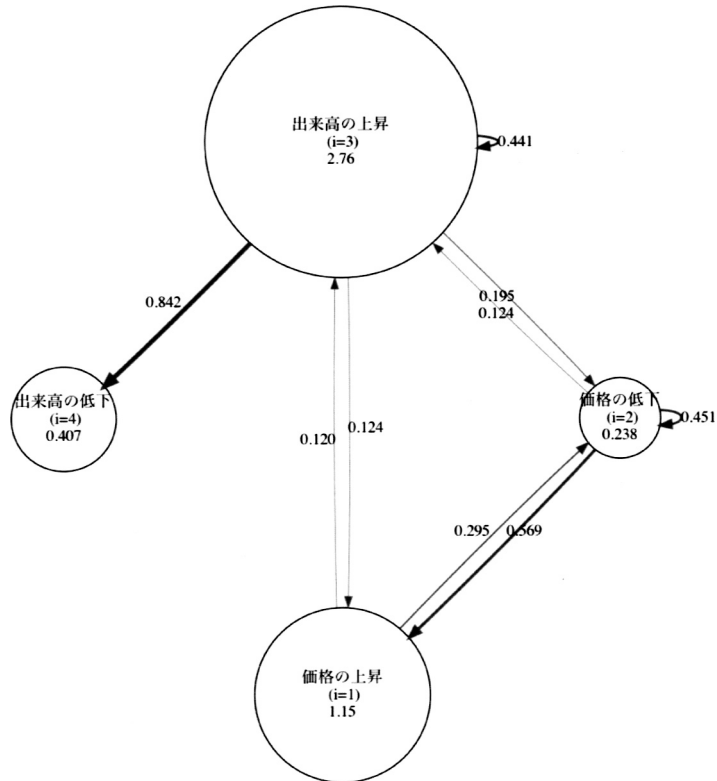 出来高の上昇
(i=3)
2.76
0.441
0.842
0.195
0.124
出来高の低下
(i=4)
0.407
価格の低下
(i=2)
0.238
0.451
0.120
0.124
0.295
0.569
価格の上昇
(i=1)
1.15